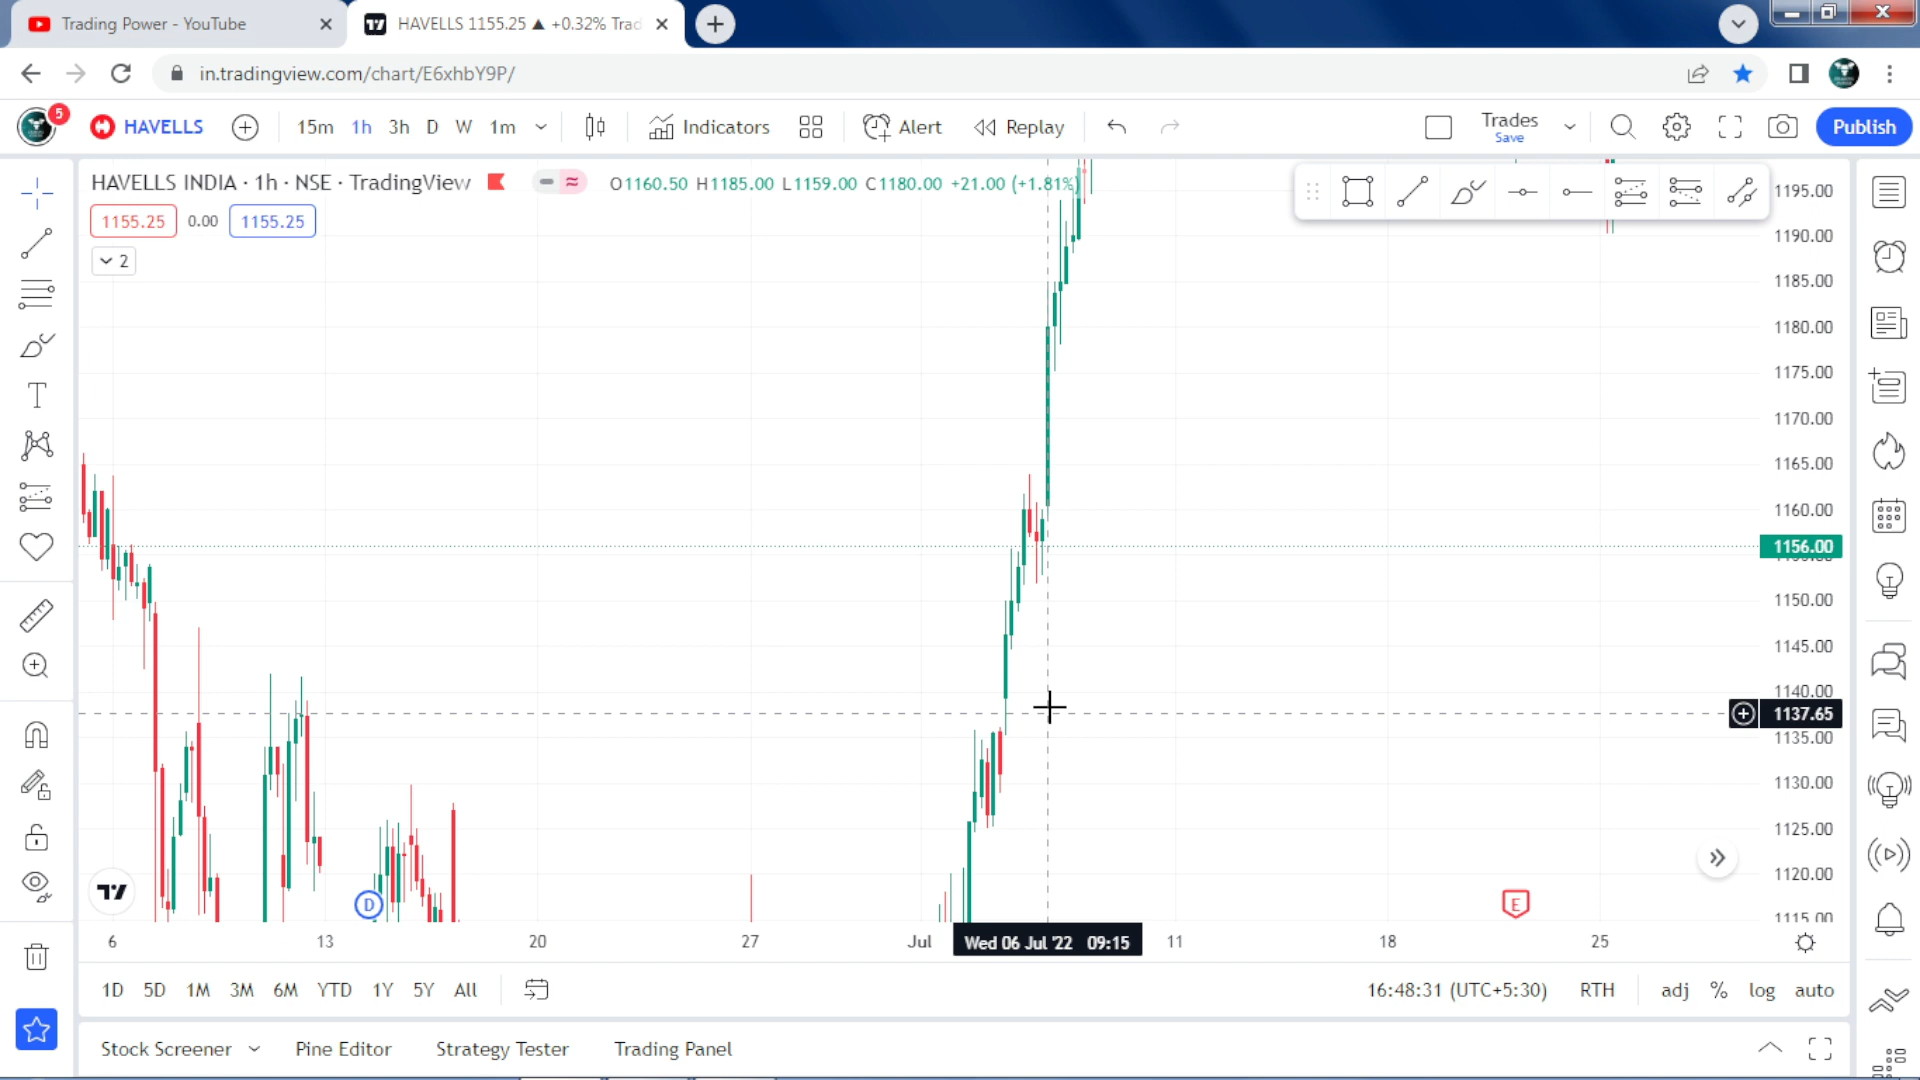 Trading Power - YouTube
HAVELLS 1155.25 ▲ +0.32% Trad
in.tradingview.com/chart/E6xhbY9P/
5
HAVELLS
15m 1h 3h D W 1m
Indicators
Alert
Replay
Trades
Save
Publish
HAVELLS INDIA · 1h · NSE · TradingView
O1160.50 H1185.00 L1159.00 C1180.00 +21.00 (+1.81%)
1155.25 0.00 1155.25
2
1195.00
1190.00
1185.00
1180.00
1175.00
1170.00
1165.00
1160.00
1156.00
1150.00
1145.00
1140.00
1137.65
1135.00
1130.00
1125.00
1120.00
1115.00
D
E
6 13 20 27 Jul Wed 06 Jul '22 09:15 11 18 25
1D 5D 1M 3M 6M YTD 1Y 5Y All
16:48:31 (UTC+5:30) RTH adj % log auto
Stock Screener Pine Editor Strategy Tester Trading Panel